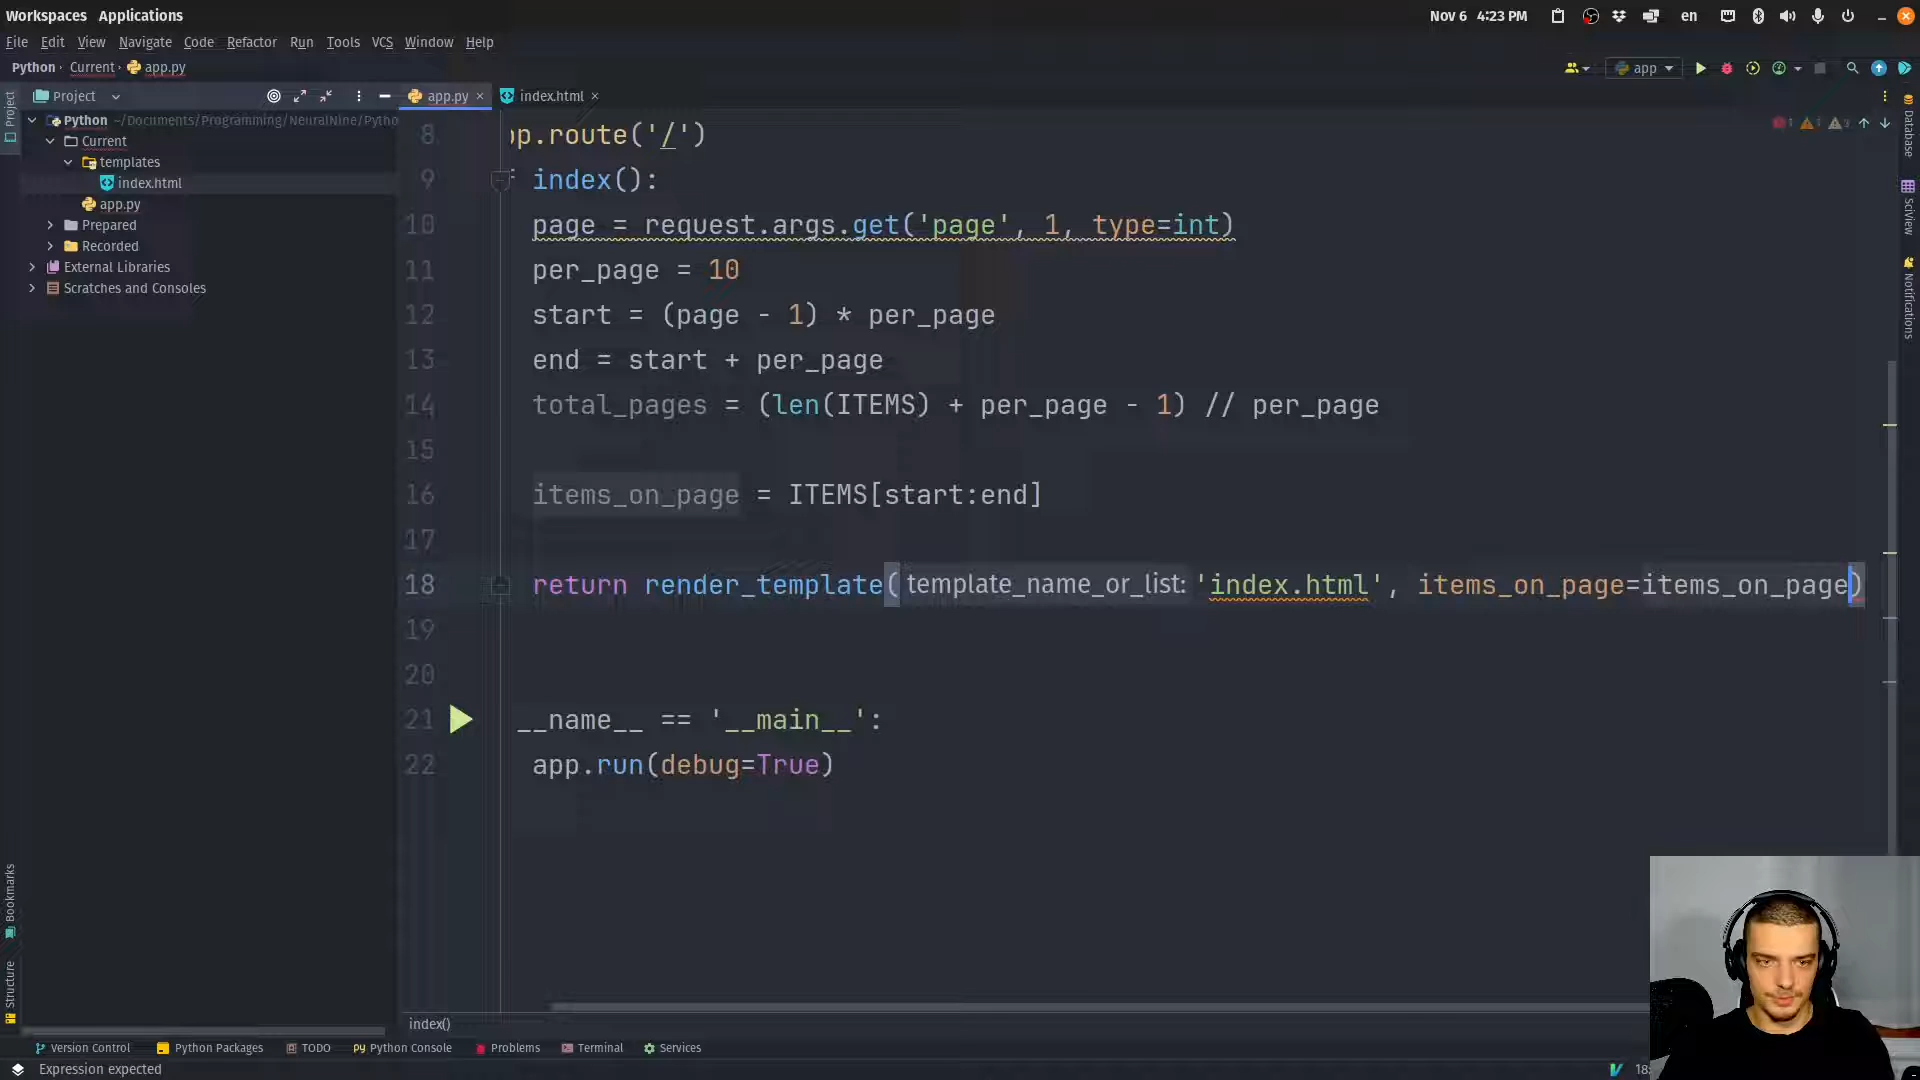 Workspaces Applications
Nov 6 4:23 PM
en
File Edit View Navigate Code Refactor Run Tools VCS Window Help
Python Current app.py
app
Project
app.py
index.html
Project
Python ~/Documents/Programming/NeuralNine/Pytho
Current
templates
index.html
app.py
Prepared
Recorded
External Libraries
Scratches and Consoles
8 pp.route('/')
9 index():
10 page = request.args.get('page', 1, type=int)
11 per_page = 10
12 start = (page - 1) * per_page
13 end = start + per_page
14 total_pages = (len(ITEMS) + per_page - 1) // per_page
15
16 items_on_page = ITEMS[start:end]
17
18 return render_template( template_name_or_list: 'index.html', items_on_page=items_on_page)
19
20
21 __name__ == '__main__':
22 app.run(debug=True)
Database
SciView
Notifications
Bookmarks
Structure
index()
Version Control Python Packages TODO Python Console Problems Terminal Services
Expression expected